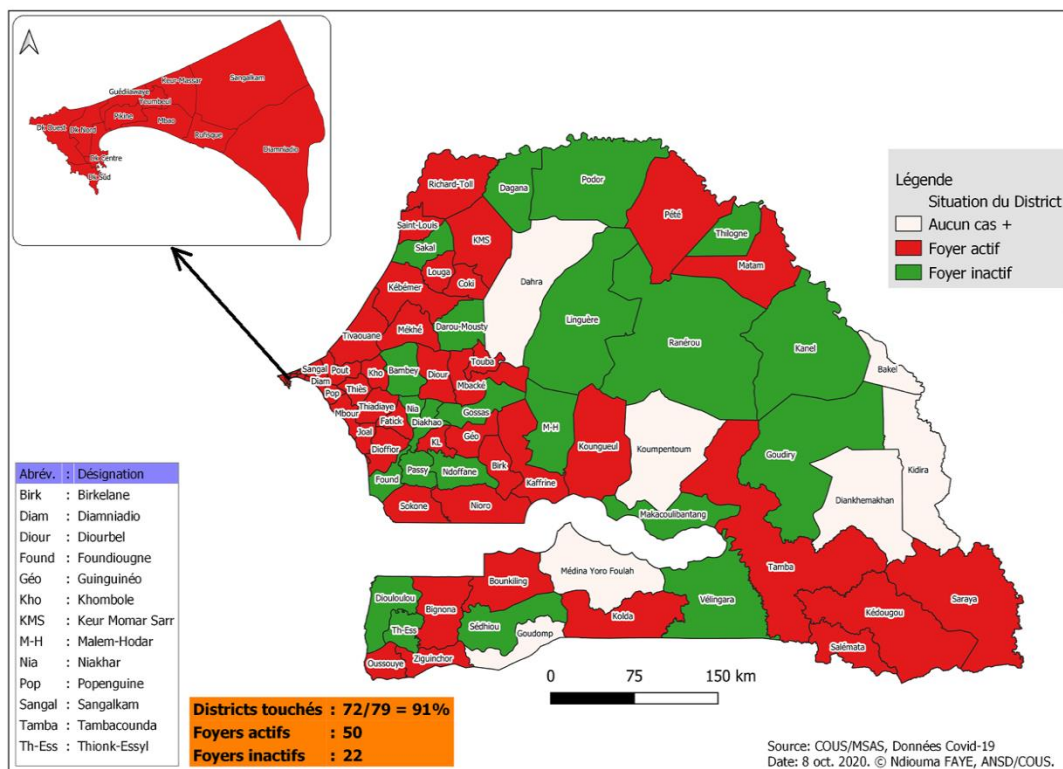 Keur-Massar
Sangalkam
Guédiawaye
Yeumbeul
Pikine
Mbao
Dk Ouest
Dk-Nord
Rufisque
Diamniadio
Dk centre
Dk-Sud
Richard-Toll
Dagana
Podor
Pété
Thilogne
Saint-Louis
KMS
Sakal
Matam
Louga
Coki
Dahra
Kébémer
Linguère
Darou-Mousty
Mékhé
Tivaouane
Ranérou
Kanel
Touba
Bakel
Sangal
Pout
Kho
Bambey
Diour
Diam
Thiès
Mbacké
Pop
Thiadiaye
Nia
Gossas
Mbour
Fatick
Diakhao
M-H
Joal
KL
Géo
Koungueul
Koumpentoum
Dioffior
Birk
Goudiry
Kidira
Passy
Ndoffane
Found
Kaffrine
Diankhemakhan
Sokone
Nioro
Makacoulibantang
Médina Yoro Foulah
Tamba
Bounkiling
Diouloulou
Bignona
Vélingara
Saraya
Kédougou
Kolda
Sédhiou
Th-Ess
Goudomp
Salémata
Oussouye
Ziguinchor
Légende
Situation du District
Aucun cas +
Foyer actif
Foyer inactif
Abrév. : Désignation
Birk : Birkelane
Diam : Diamniadio
Diour : Diourbel
Found : Foundiougne
Géo : Guinguinéo
Kho : Khombole
KMS : Keur Momar Sarr
M-H : Malem-Hodar
Nia : Niakhar
Pop : Popenguine
Sangal : Sangalkam
Tamba : Tambacounda
Th-Ess : Thionk-Essyl
0 75 150 km
Districts touchés : 72/79 = 91%
Foyers actifs : 50
Foyers inactifs : 22
Source: COUS/MSAS, Données Covid-19
Date: 8 oct. 2020. © Ndiouma FAYE, ANSD/COUS.